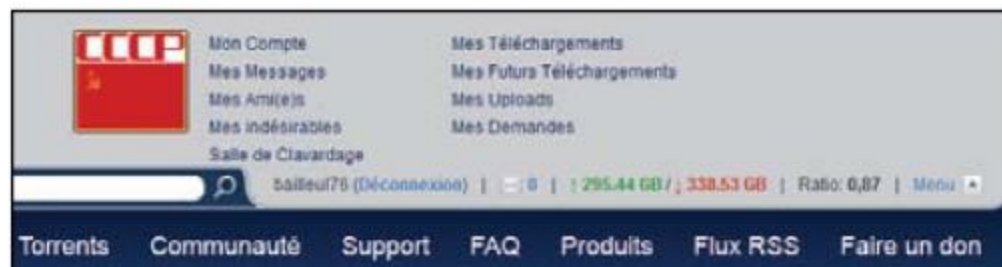 CCCP
Mon Compte
Mes Messages
Mes Ami(e)s
Mes Indésirables
Salle de Clavardage
Mes Téléchargements
Mes Futurs Téléchargements
Mes Uploads
Mes Demandes
bailleul76 (Déconnexion) | : 0 | ↑ 295.44 GB / ↓ 338.53 GB | Ratio: 0,87 | Menu
Torrents Communauté Support FAQ Produits Flux RSS Faire un don